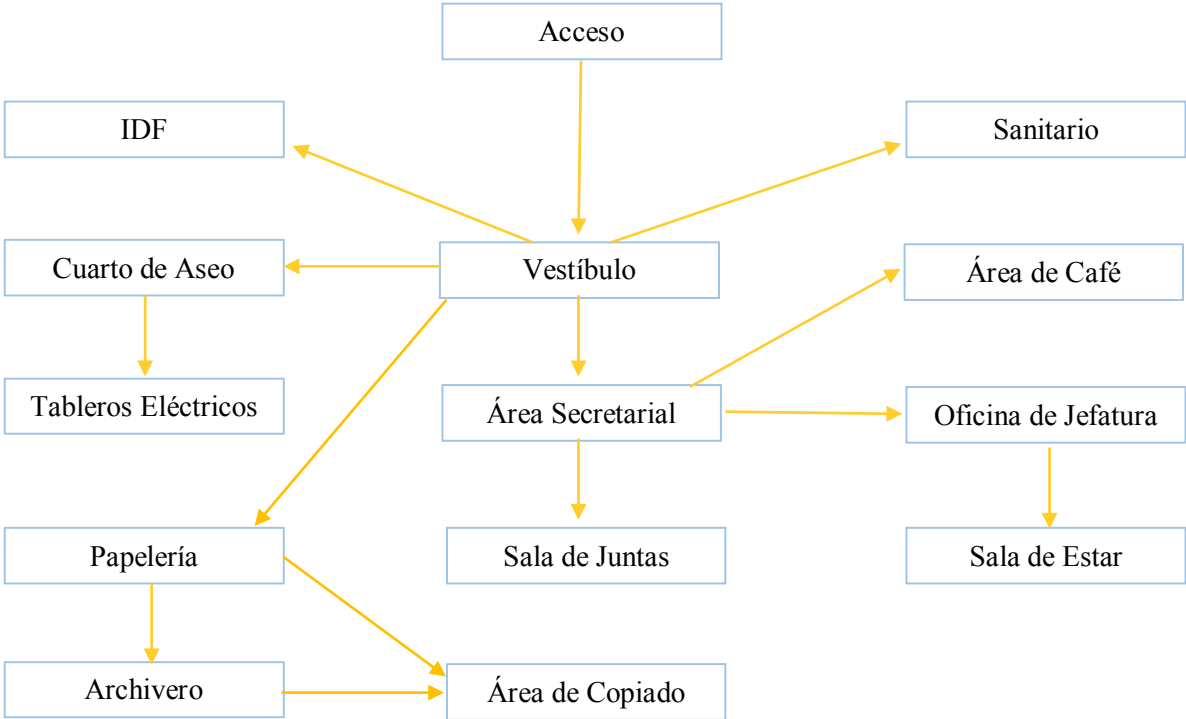 Acceso
IDF
Sanitario
Cuarto de Aseo
Vestíbulo
Área de Café
Tableros Eléctricos
Área Secretarial
Oficina de Jefatura
Papelería
Sala de Juntas
Sala de Estar
Archivero
Área de Copiado